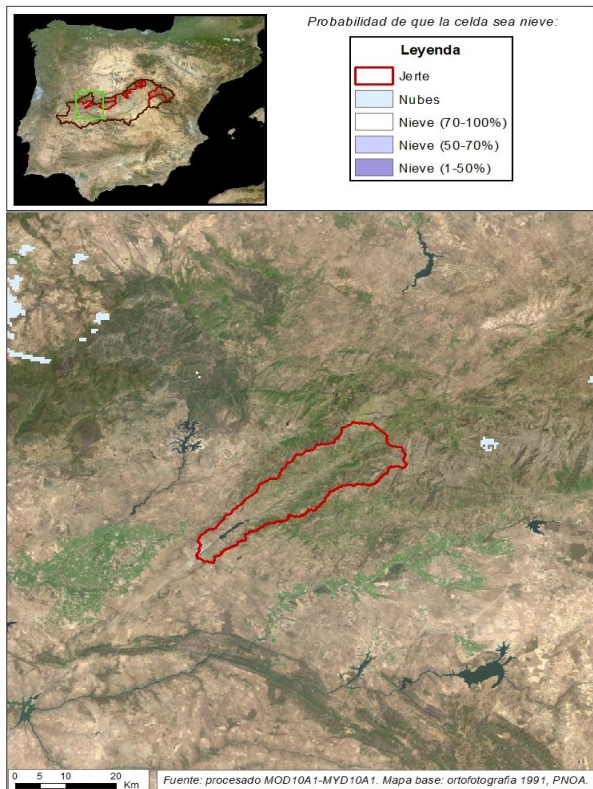 Probabilidad de que la celda sea nieve:
Leyenda
Jerte
Nubes
Nieve (70-100%)
Nieve (50-70%)
Nieve (1-50%)
0 5 10 20
Km
Fuente: procesado MOD10A1-MYD10A1. Mapa base: ortofotografia 1991, PNOA.